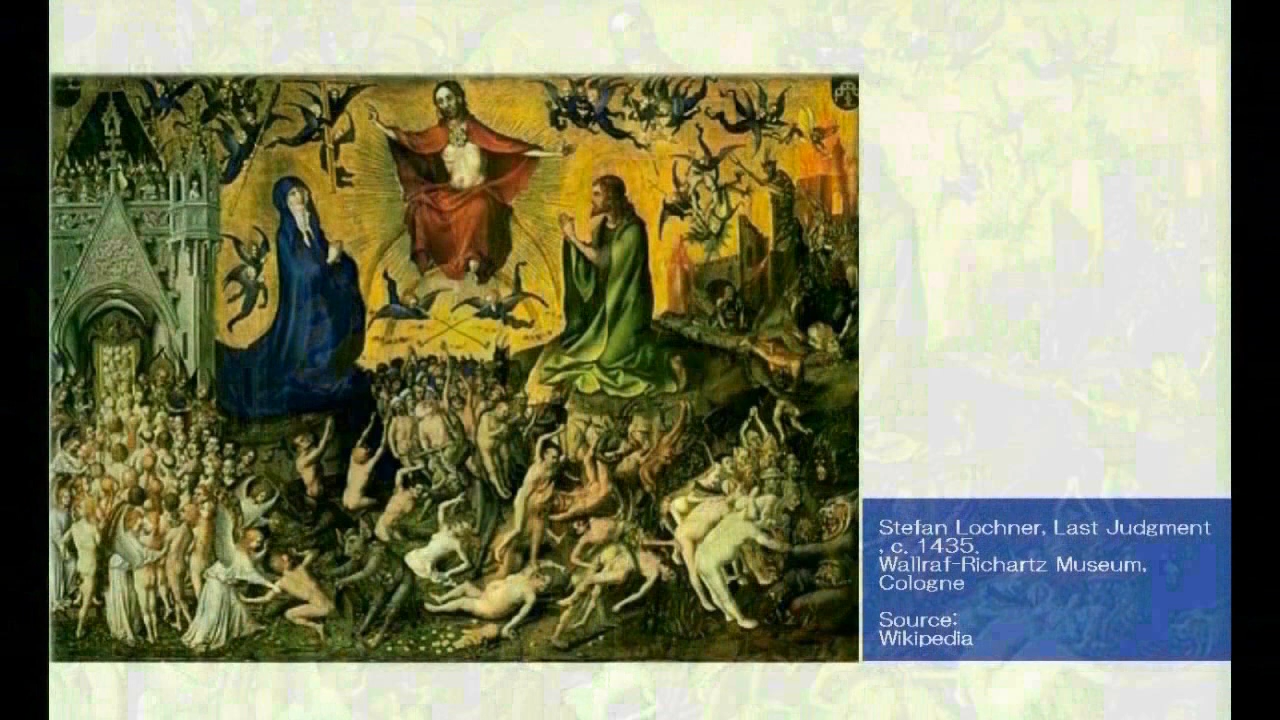 Stefan Lochner, Last Judgment
, c. 1435.
Wallraf-Richartz Museum,
Cologne
Source:
Wikipedia